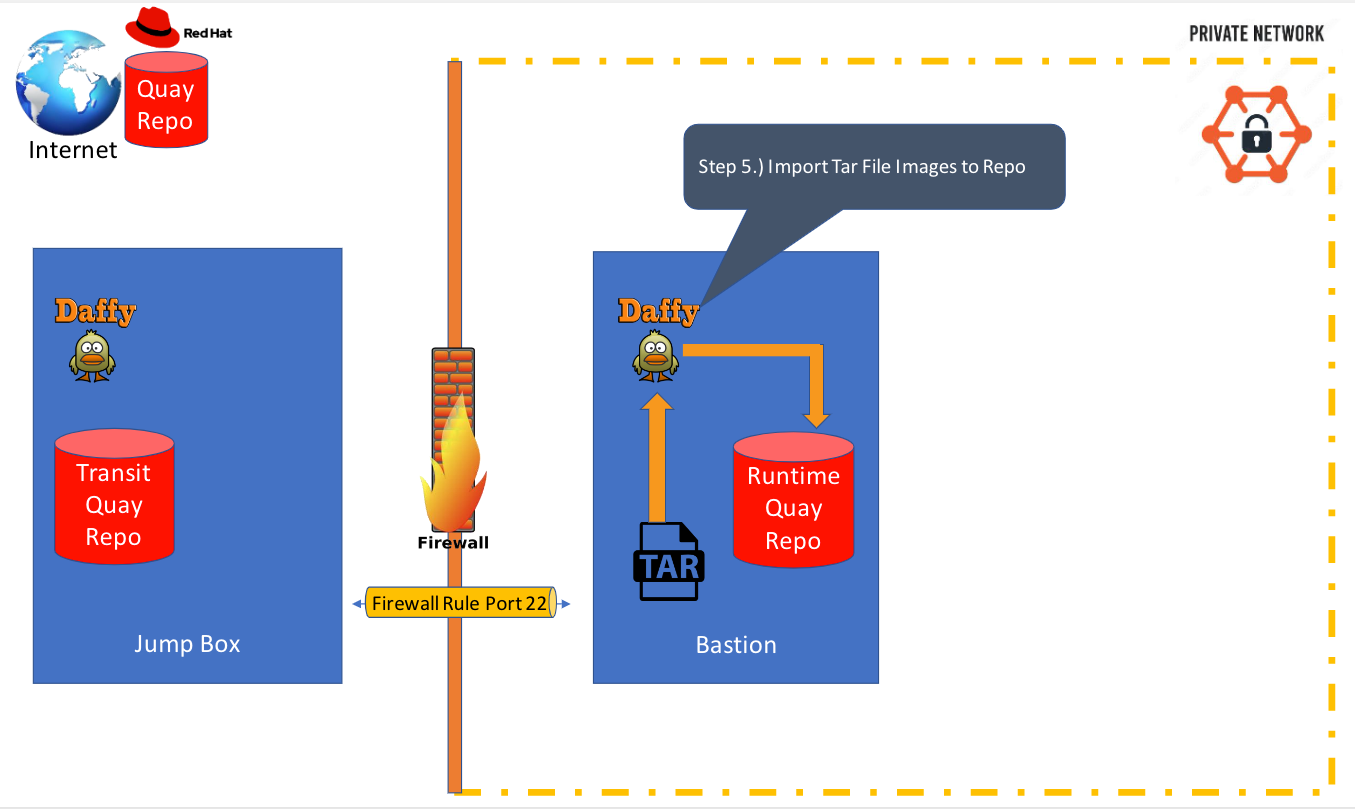 Red Hat
PRIVATE NETWORK
Quay
Repo
Internet
Step 5.) Import Tar File Images to Repo
Daffy
Daffy
Transit
Quay
Repo
Runtime
Quay
Repo
Firewall
TAR
Firewall Rule Port 22
Jump Box
Bastion